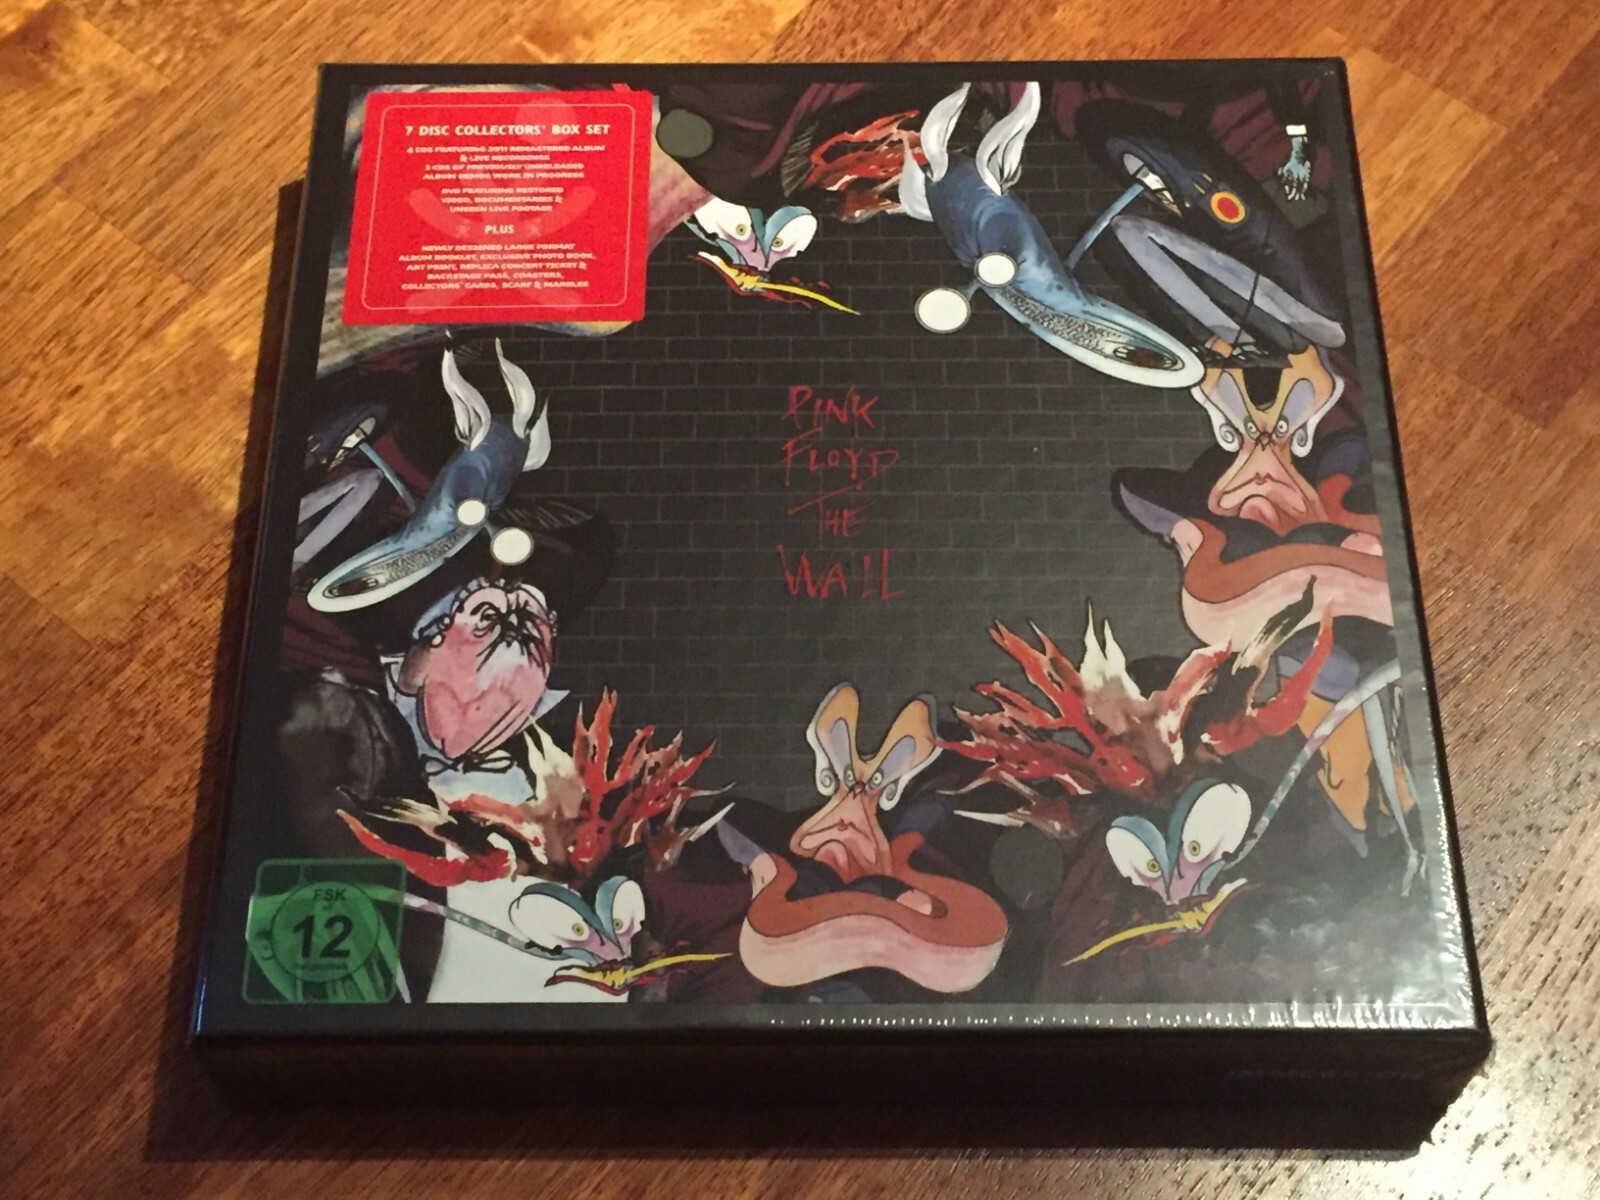 7 DISC COLLECTORS' BOX SET
4 CDS FEATURING 2011 REMASTERED ALBUM
& LIVE RECORDINGS
2 CDS OF PREVIOUSLY UNRELEASED
ALBUM DEMOS WORK IN PROGRESS
DVD FEATURING RESTORED
VIDEO, DOCUMENTARIES &
UNSEEN LIVE FOOTAGE
PLUS
NEWLY DESIGNED LARGE FORMAT
ALBUM BOOKLET, EXCLUSIVE PHOTO BOOK,
ART PRINT, REPLICA CONCERT TICKET &
BACKSTAGE PASS, COASTERS,
COLLECTORS' CARDS, SCARF & MARBLES
PINK
FLOYD
THE
WALL
FSK
ab
12
IMMERSION